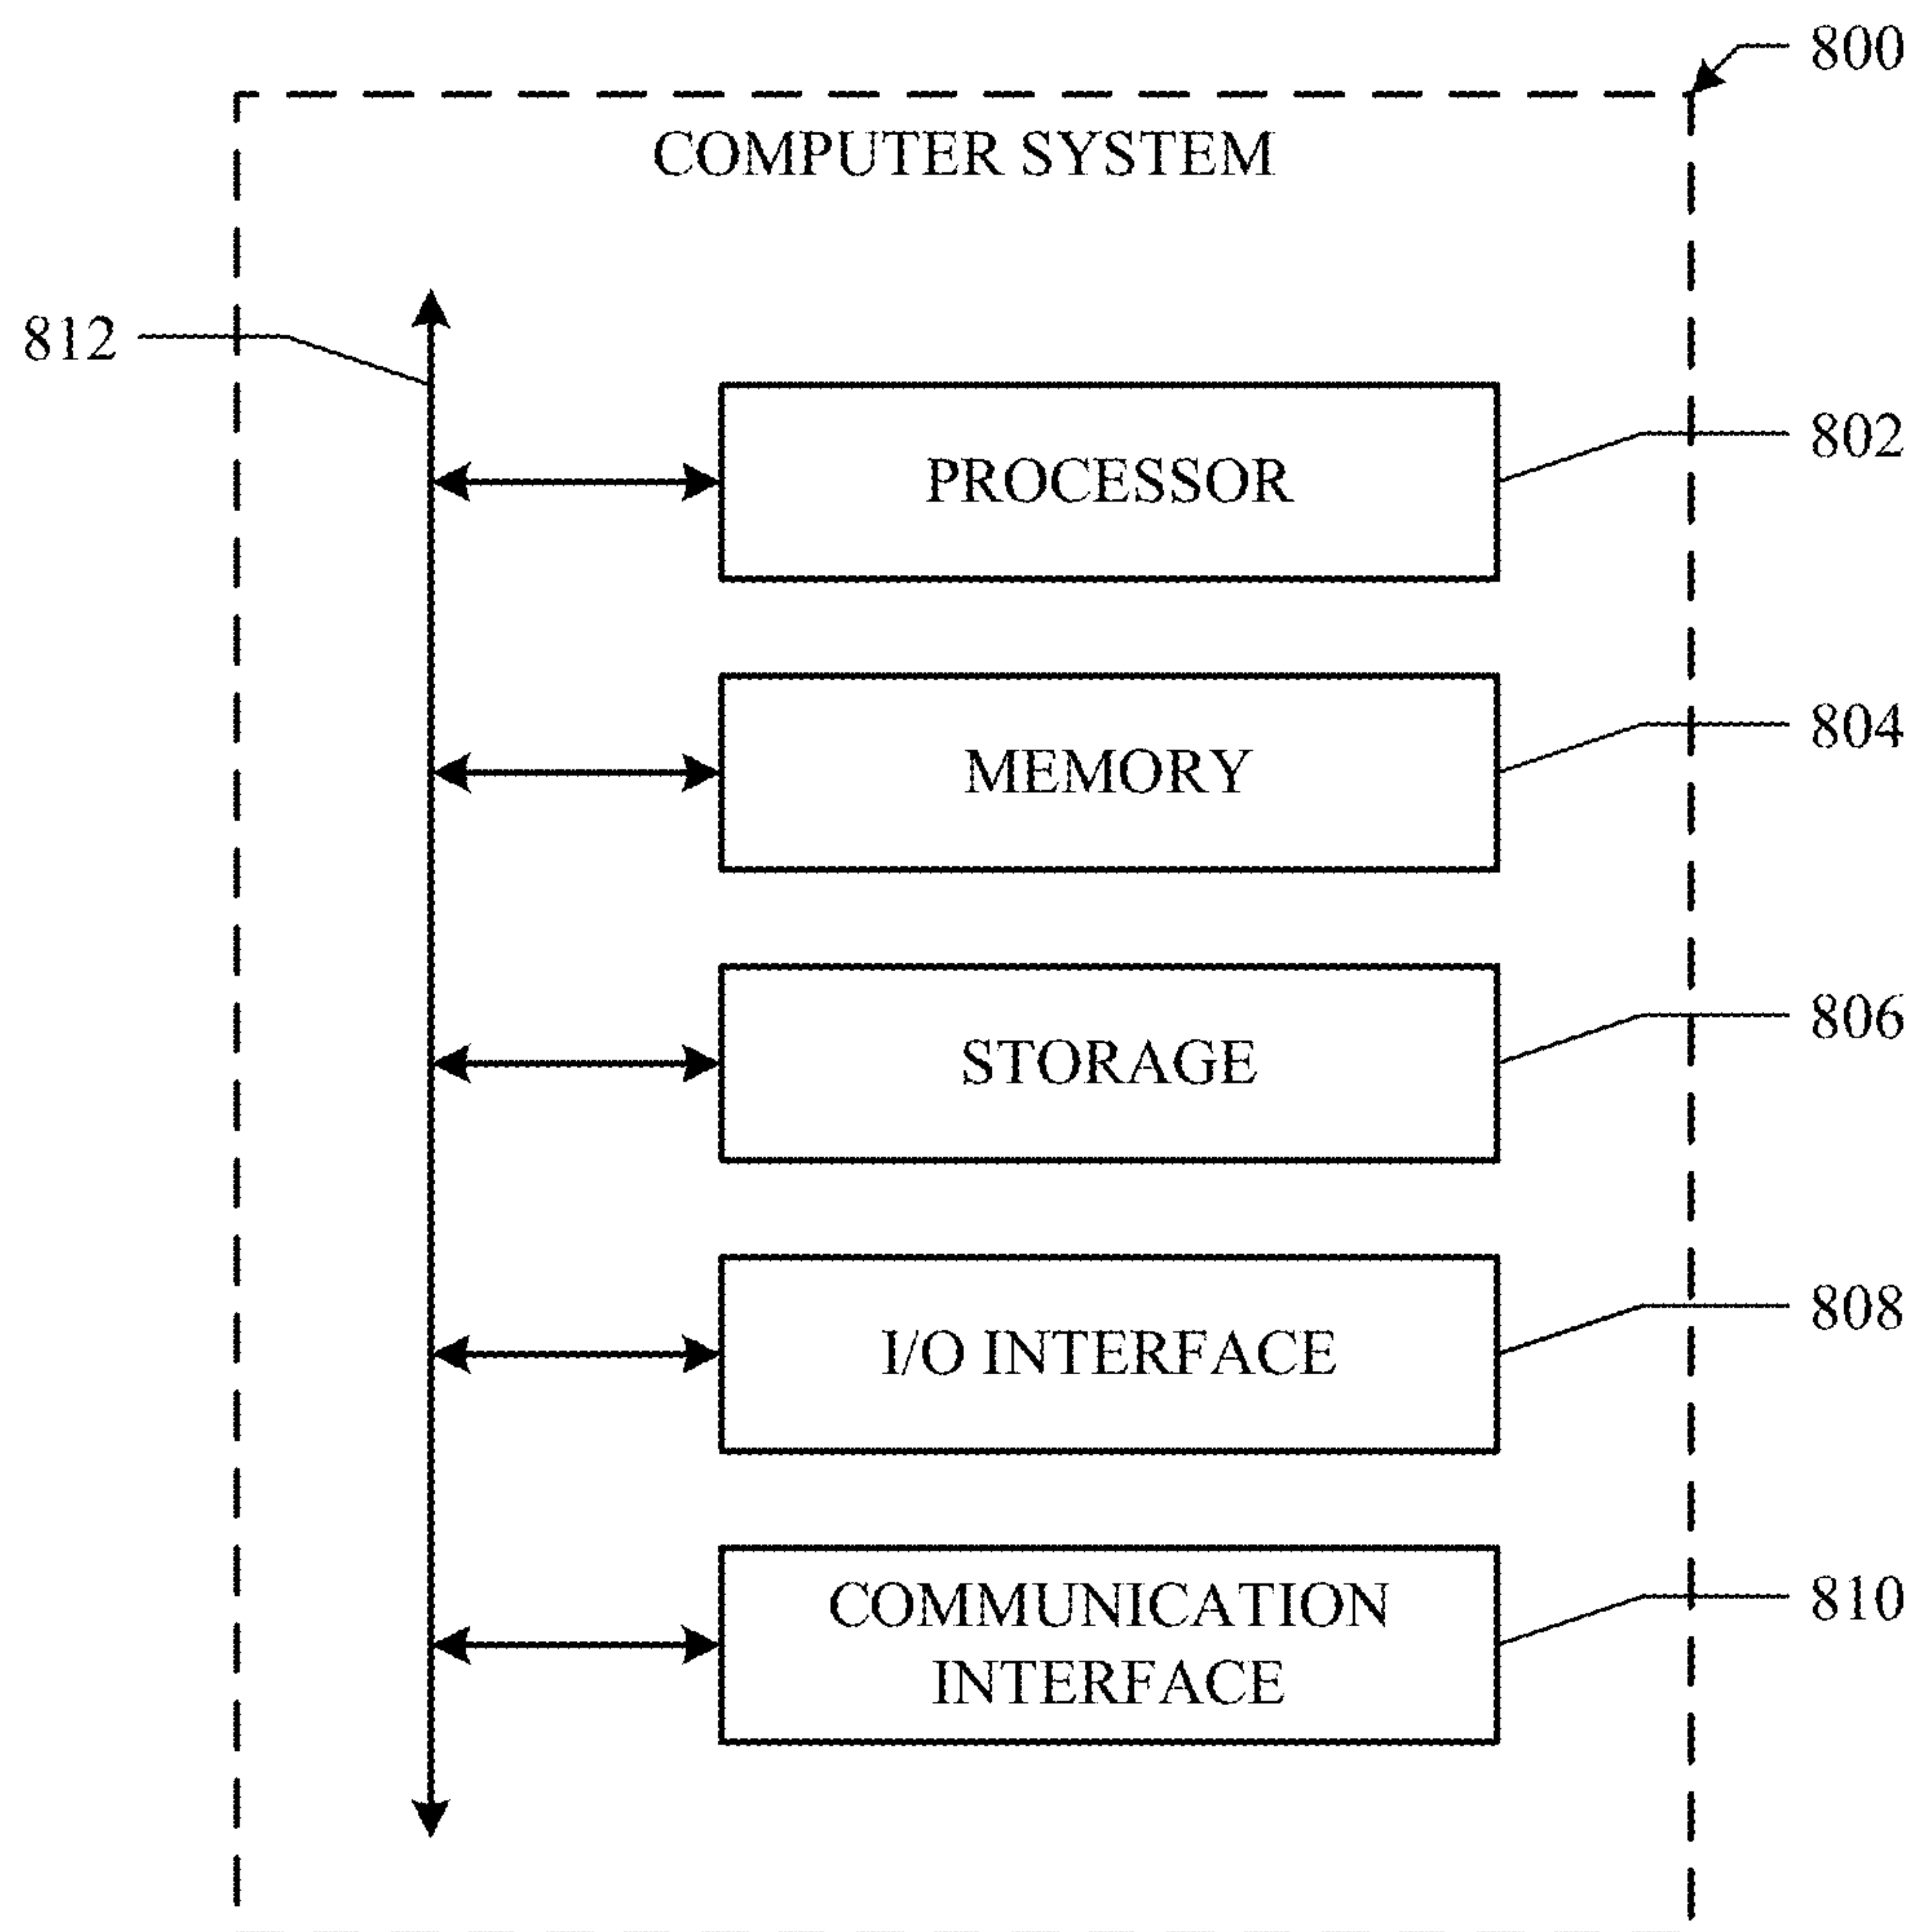 800
COMPUTER SYSTEM
812
802
PROCESSOR
804
MEMORY
806
STORAGE
808
I/O INTERFACE
810
COMMUNICATION
INTERFACE